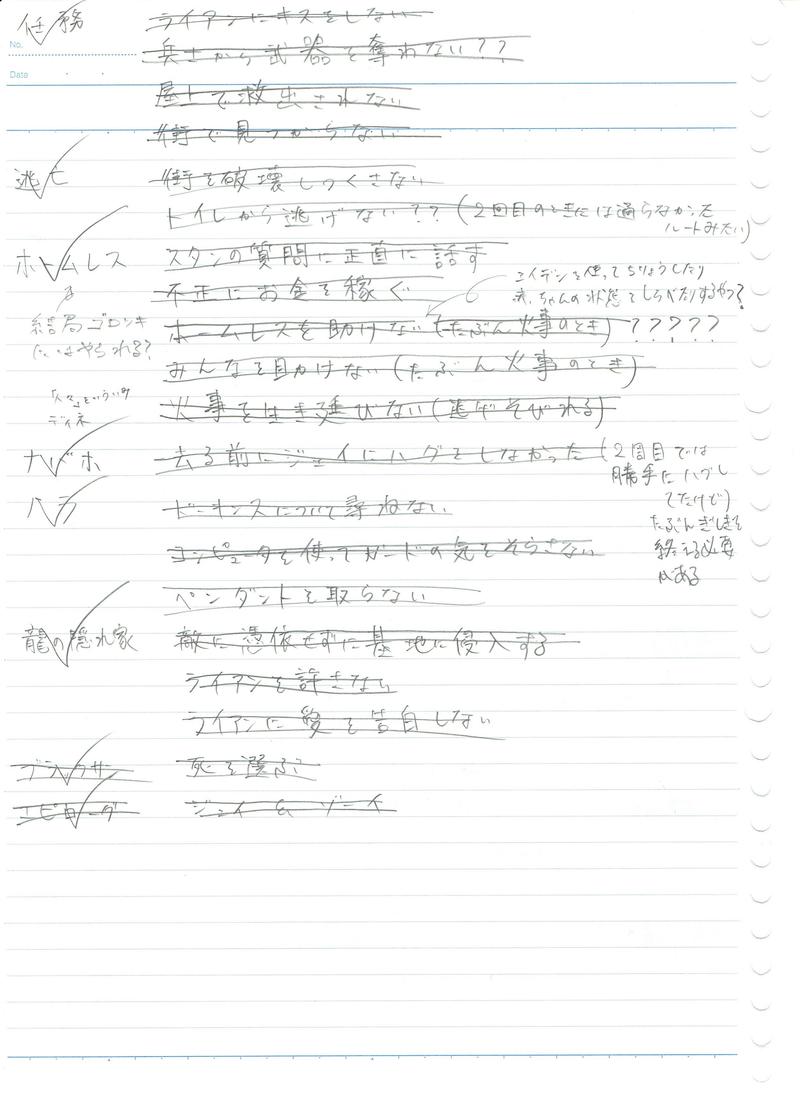 任務 ライアンにキスをしない
No.
兵士から武器を奪わない??
Date
屋上で救出されない
街で見つからない
逃亡 街を破壊しつくさない
トイレから逃げない??(2回目のときには通らなかった
ルートみたい)
ホームレス スタンの質問に正直に話す
不正にお金を稼ぐ
エイデンを使ってちりょうしたり
赤ちゃんの状態をしらべたりするやつ?
結局ゴロツキ
にはやられる?
ホームレスを助けない(たぶん火事のとき)?????
みんなを助けない(たぶん火事のとき)
火事を生き延びない(逃げそびれる)
ディネ
ナバホ 去る前にジェイにハグをしなかった(2回目では
勝手にハグし
てたけど)
たぶんぎしきを
終える必要
がある
ハラ ビーキンスについて尋ねない
コンピュータを使ってガードの気をそらさない
ペンダントを取らない
龍の隠れ家 敵に憑依せずに基地に侵入する
ライアンを許さない
ライアンに愛を告白しない
ブラックサン 死を選ぶ
エピローグ ジェイ&ゾーイ